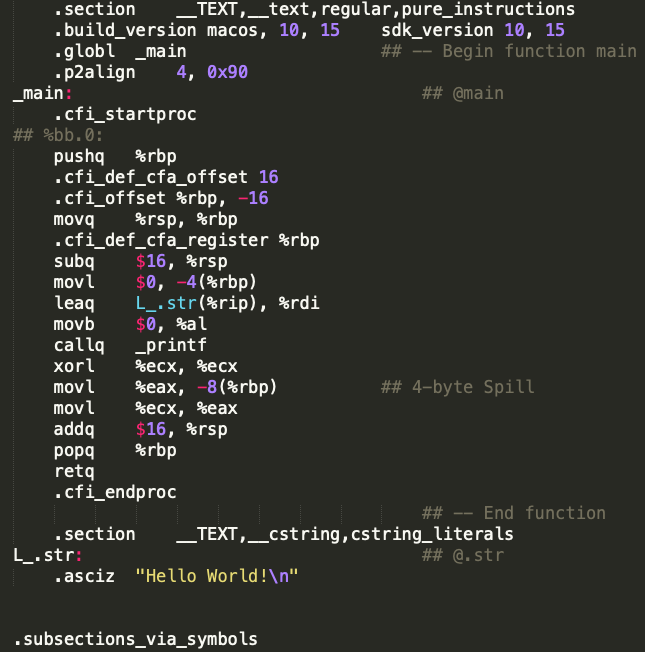 .section __TEXT,__text,regular,pure_instructions
.build_version macos, 10, 15 sdk_version 10, 15
.globl _main ## -- Begin function main
.p2align 4, 0x90
_main: ## @main
.cfi_startproc
## %bb.0:
pushq %rbp
.cfi_def_cfa_offset 16
.cfi_offset %rbp, -16
movq %rsp, %rbp
.cfi_def_cfa_register %rbp
subq $16, %rsp
movl $0, -4(%rbp)
leaq L_.str(%rip), %rdi
movb $0, %al
callq _printf
xorl %ecx, %ecx
movl %eax, -8(%rbp) ## 4-byte Spill
movl %ecx, %eax
addq $16, %rsp
popq %rbp
retq
.cfi_endproc
## -- End function
.section __TEXT,__cstring,cstring_literals
L_.str: ## @.str
.asciz "Hello World!\n"
.subsections_via_symbols